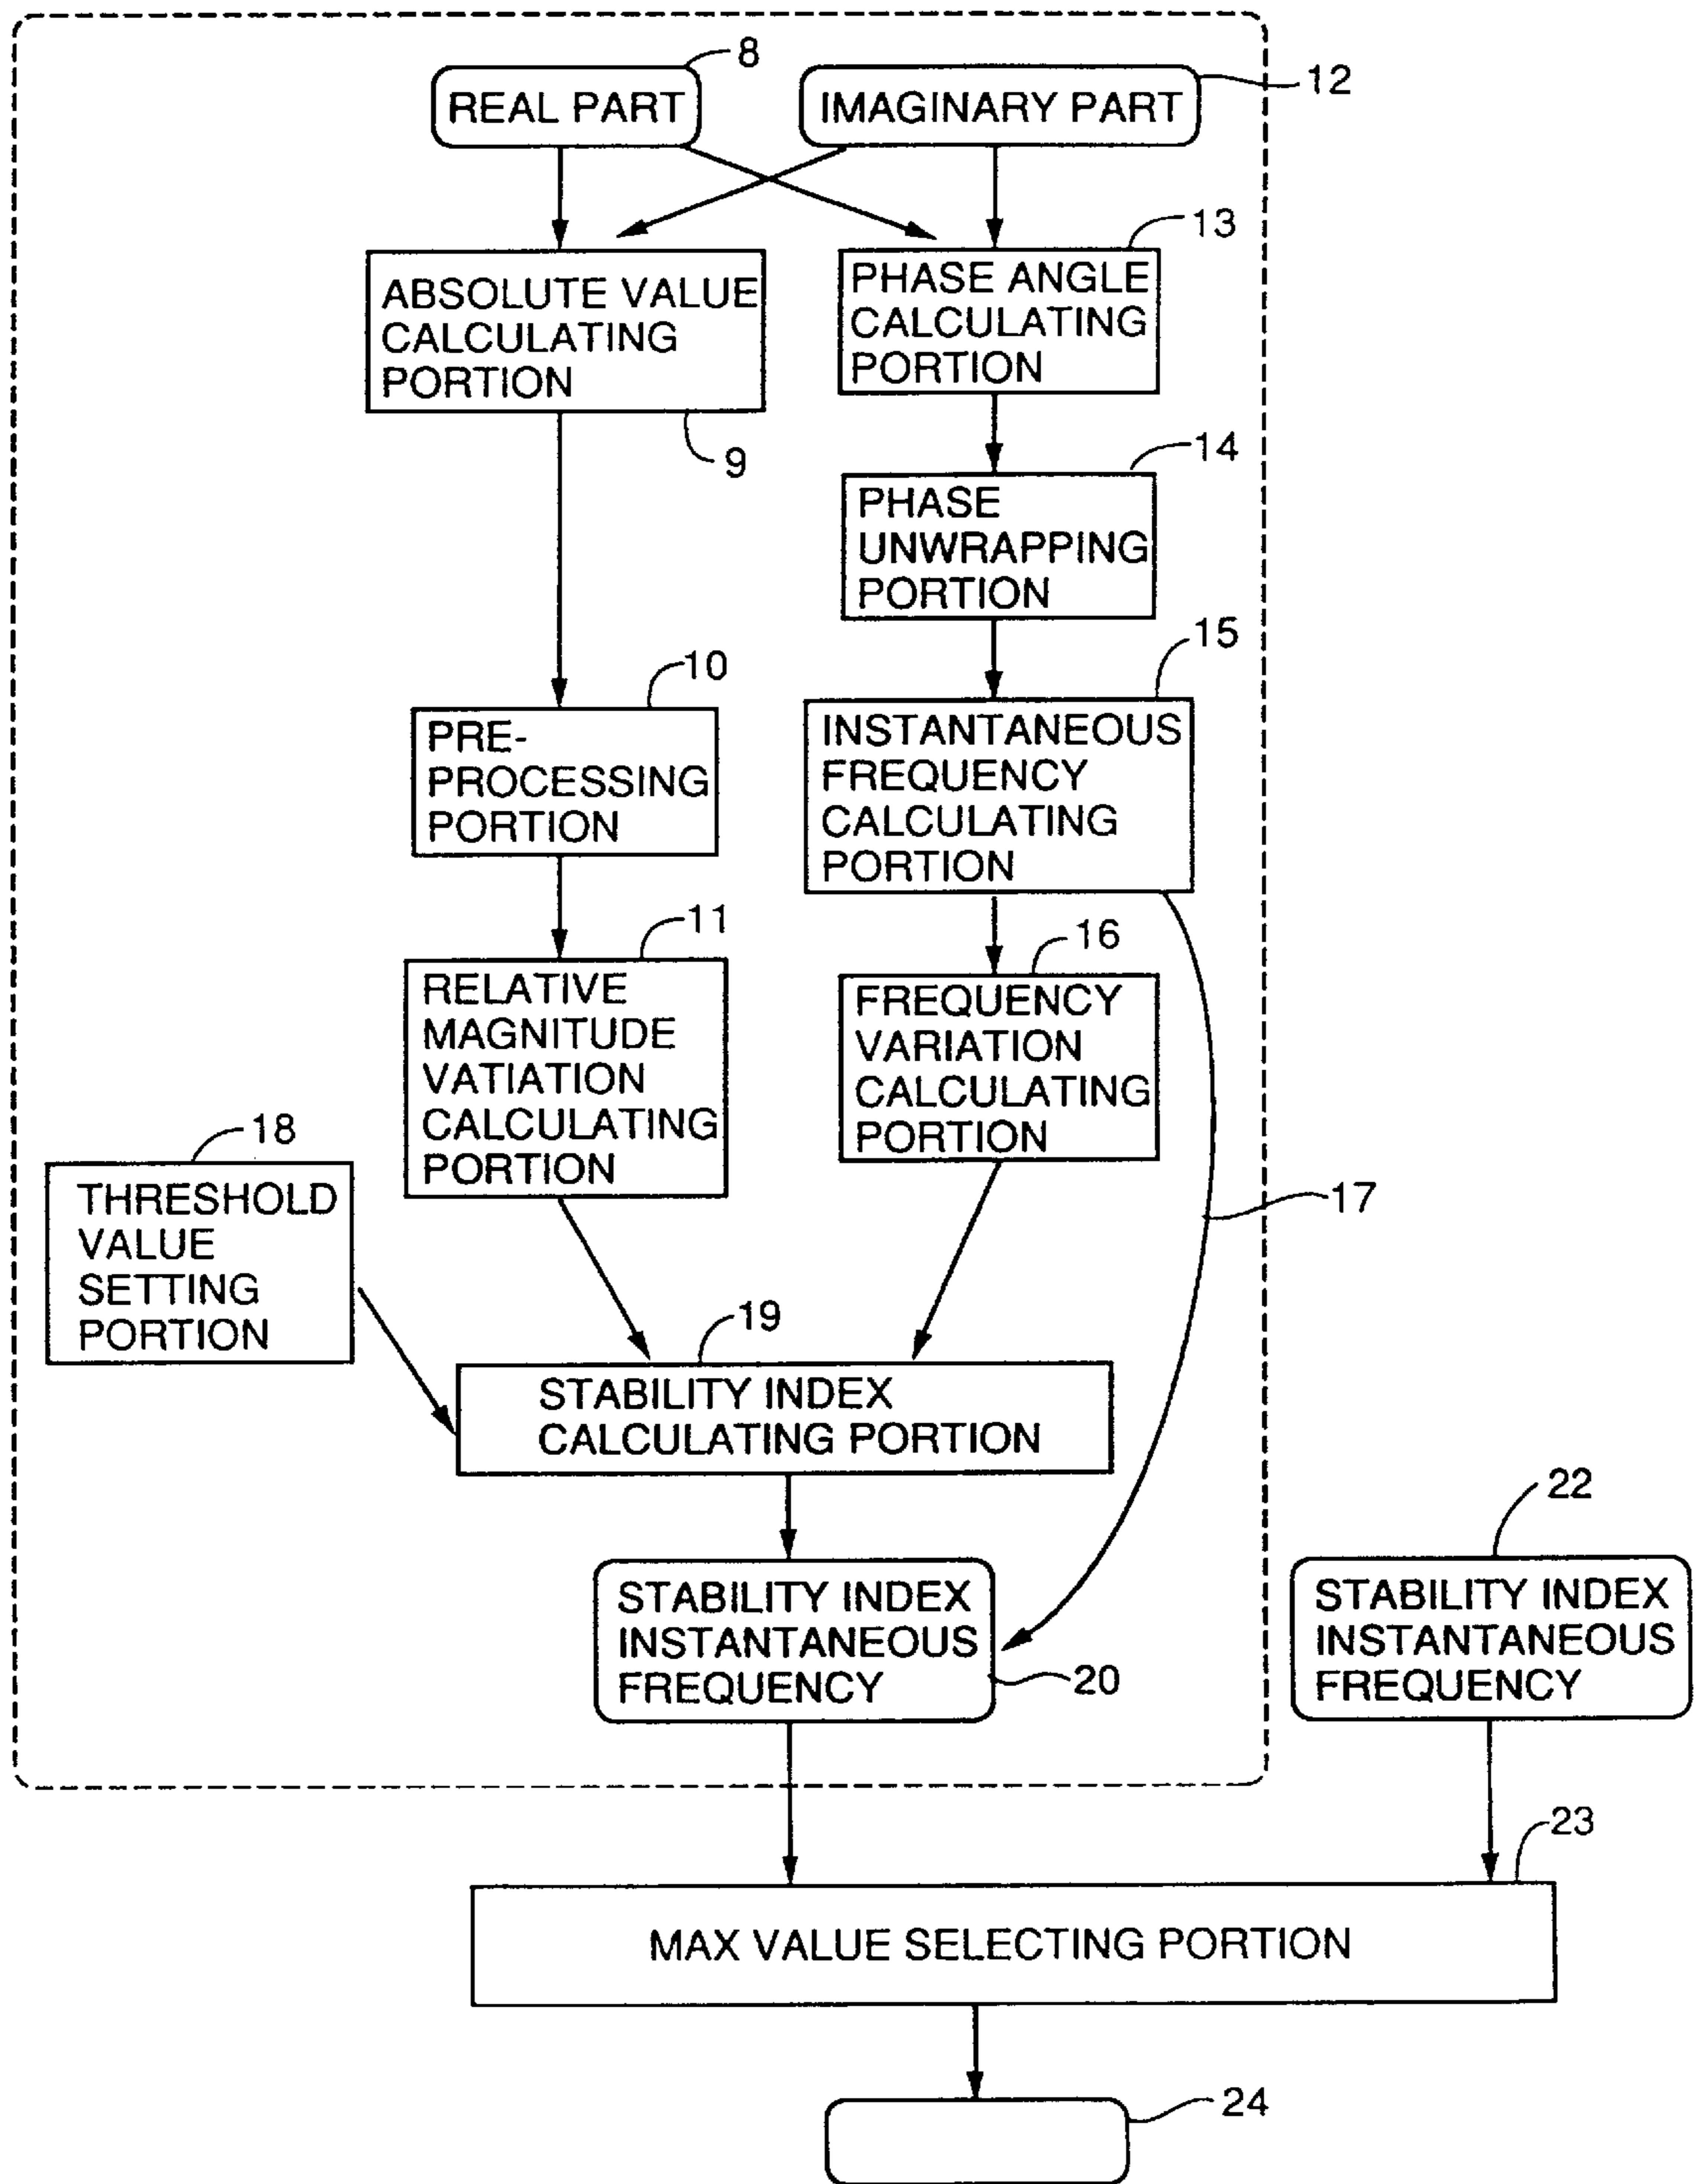 8
REAL PART
IMAGINARY PART
12
ABSOLUTE VALUE
CALCULATING
PORTION
9
13
PHASE ANGLE
CALCULATING
PORTION
14
PHASE
UNWRAPPING
PORTION
10
PRE-
PROCESSING
PORTION
15
INSTANTANEOUS
FREQUENCY
CALCULATING
PORTION
11
RELATIVE
MAGNITUDE
VATIATION
CALCULATING
PORTION
16
FREQUENCY
VARIATION
CALCULATING
PORTION
17
18
THRESHOLD
VALUE
SETTING
PORTION
19
STABILITY INDEX
CALCULATING PORTION
STABILITY INDEX
INSTANTANEOUS
FREQUENCY
20
22
STABILITY INDEX
INSTANTANEOUS
FREQUENCY
23
MAX VALUE SELECTING PORTION
24